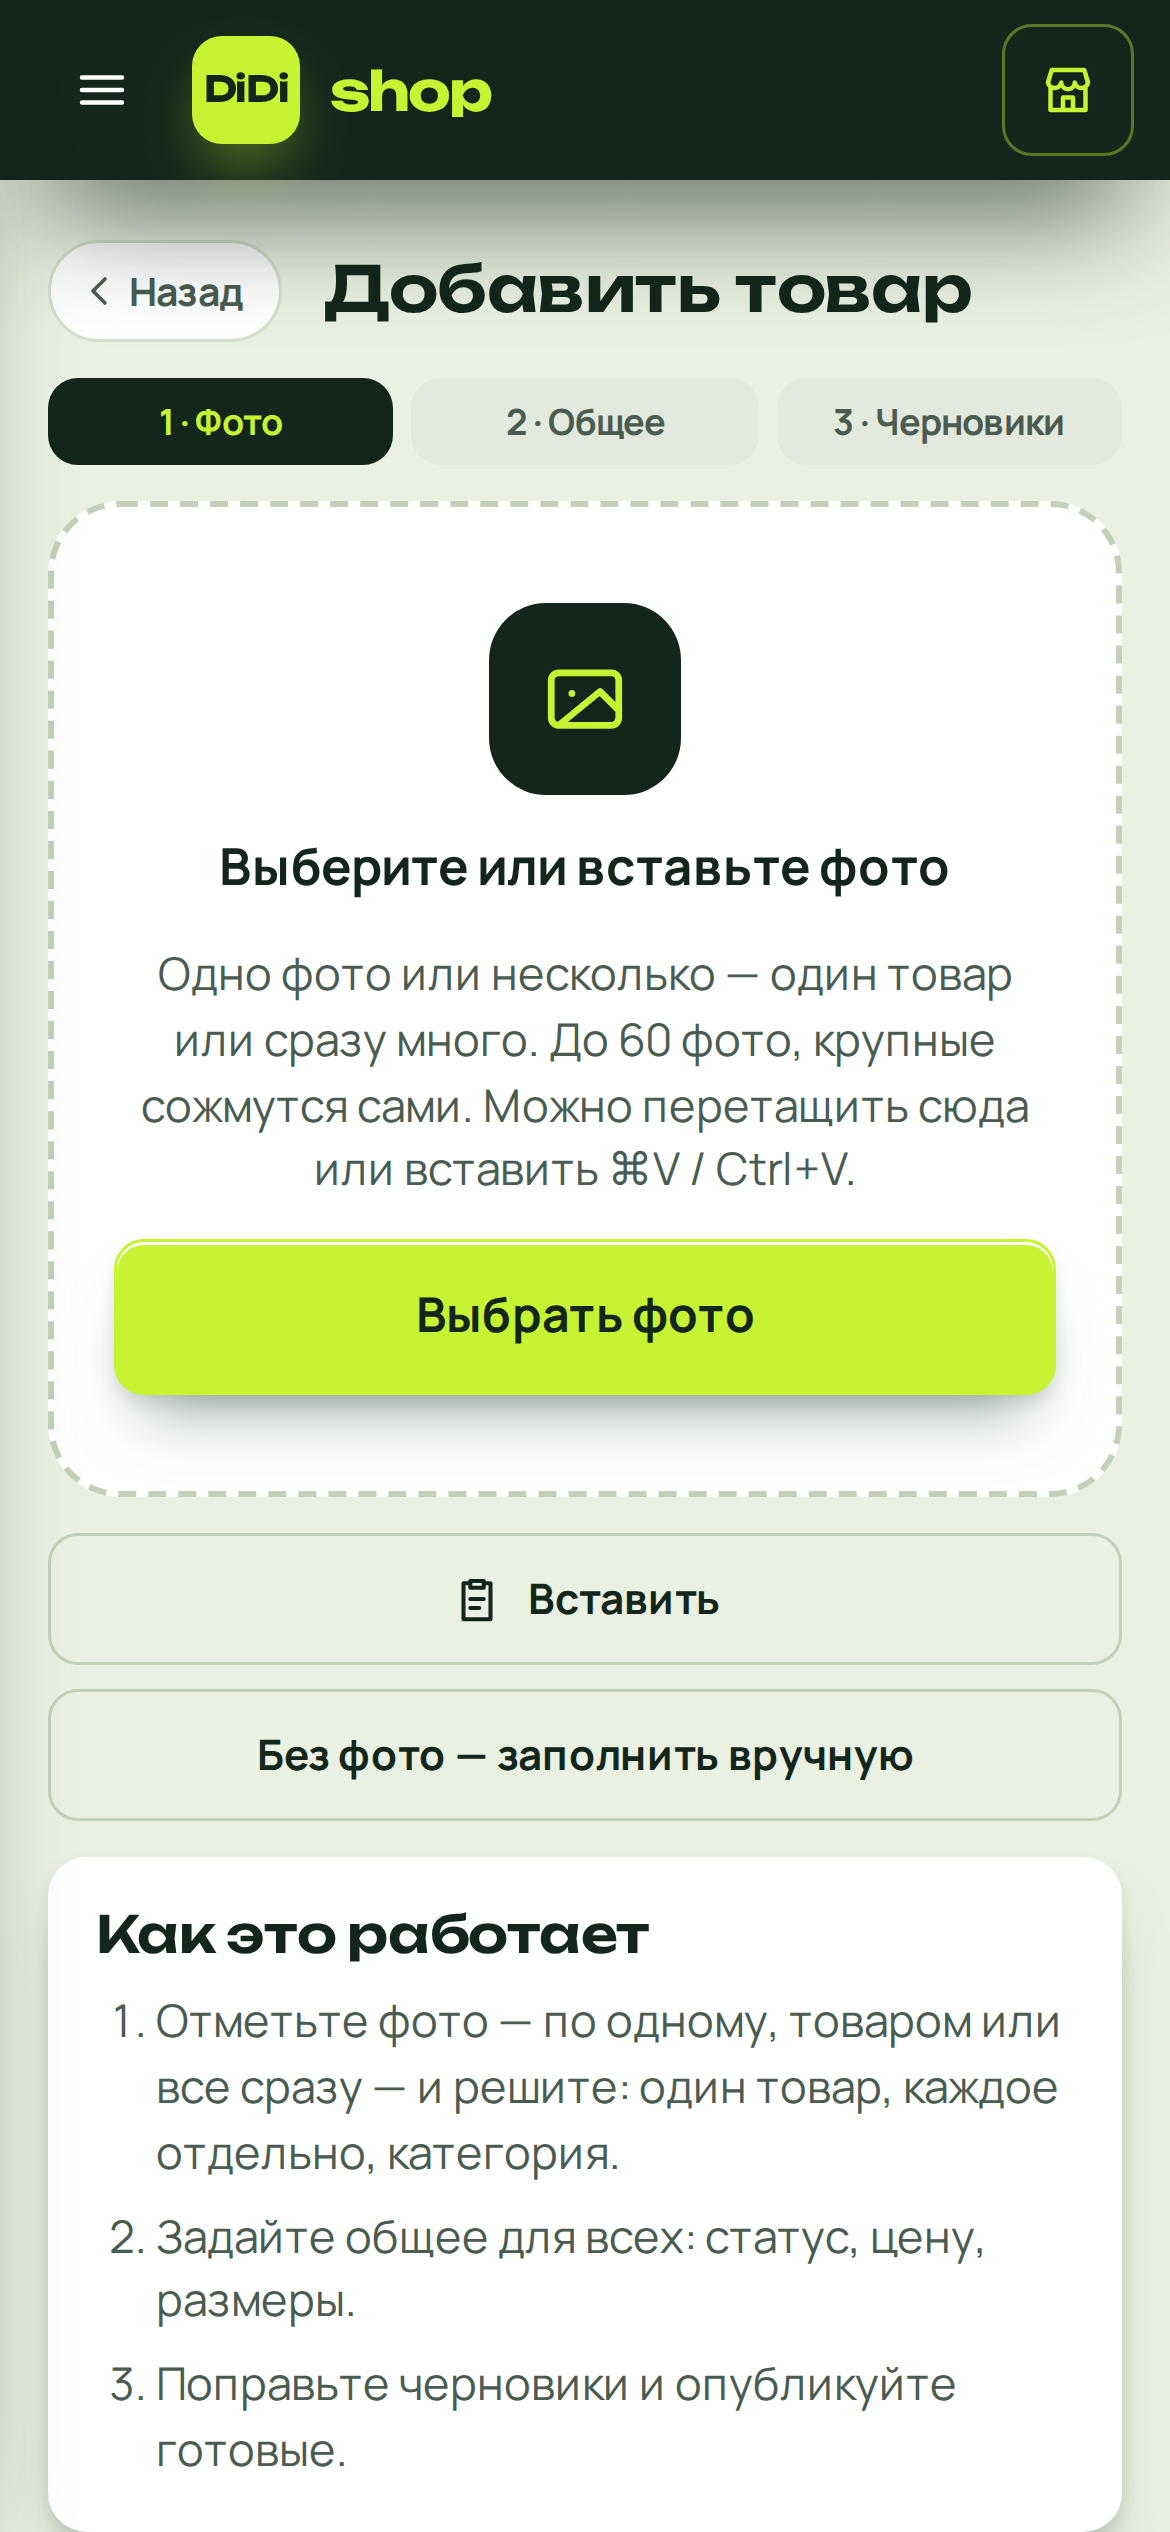 DiDi shop
Назад
Добавить товар
1 · Фото
2 · Общее
3 · Черновики
Выберите или вставьте фото
Одно фото или несколько — один товар
или сразу много. До 60 фото, крупные
сожмутся сами. Можно перетащить сюда
или вставить ⌘V / Ctrl+V.
Выбрать фото
Вставить
Без фото — заполнить вручную
Как это работает
1. Отметьте фото — по одному, товаром или
все сразу — и решите: один товар, каждое
отдельно, категория.
2. Задайте общее для всех: статус, цену,
размеры.
3. Поправьте черновики и опубликуйте
готовые.